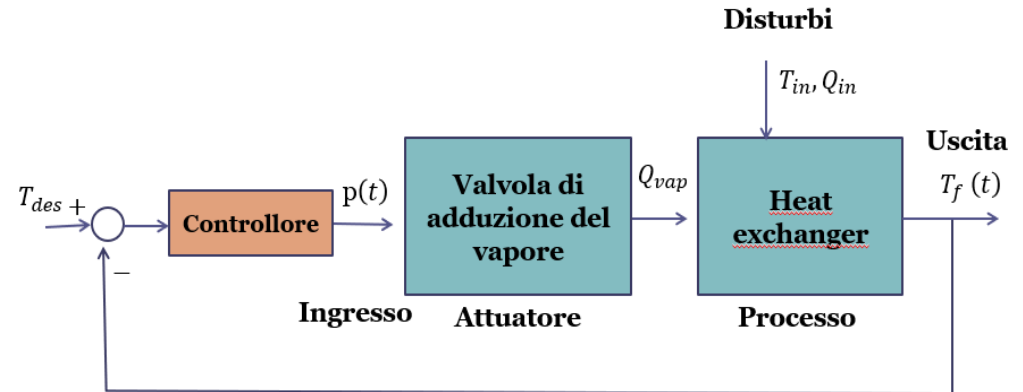 Disturbi
T_in, Q_in
Uscita
T_des +
Controllore
p(t)
Valvola di
adduzione del
vapore
Q_vap
Heat
exchanger
T_f (t)
−
Ingresso
Attuatore
Processo